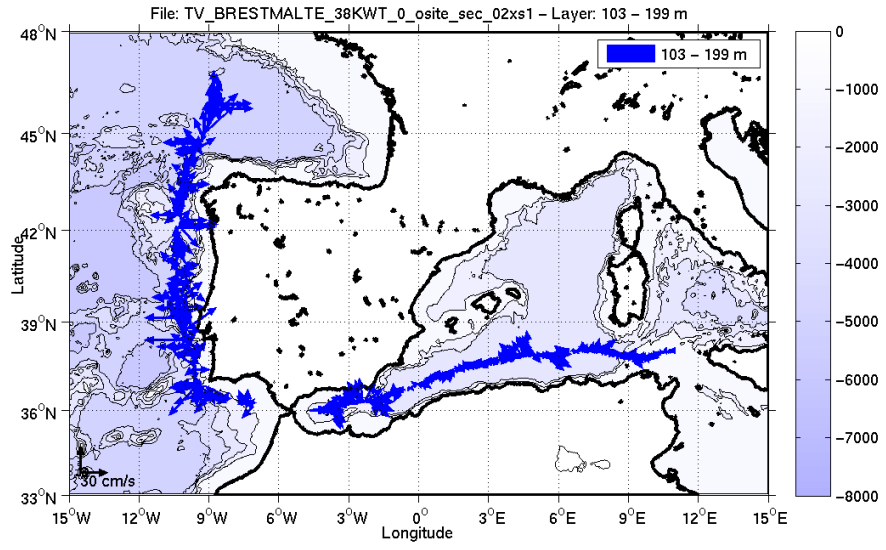 File: TV_BRESTMALTE_38KWT_0_osite_sec_02xs1 – Layer: 103 – 199 m
103 – 199 m
48°N
45°N
42°N
39°N
36°N
33°N
Latitude
30 cm/s
15°W 12°W 9°W 6°W 3°W 0° 3°E 6°E 9°E 12°E 15°E
Longitude
0
−1000
−2000
−3000
−4000
−5000
−6000
−7000
−8000